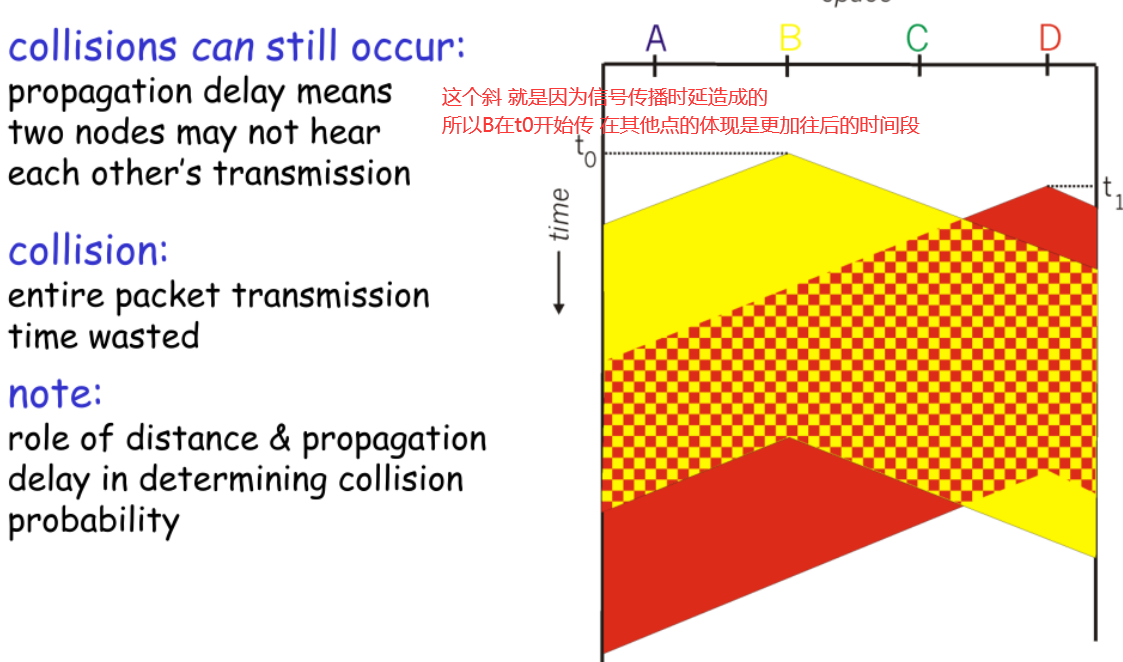 space
A B C D
collisions can still occur:
propagation delay means
two nodes may not hear
each other's transmission
这个斜 就是因为信号传播时延造成的
所以B在t0开始传 在其他点的体现是更加往后的时间段
t0
t1
time
collision:
entire packet transmission
time wasted
note:
role of distance & propagation
delay in determining collision
probability